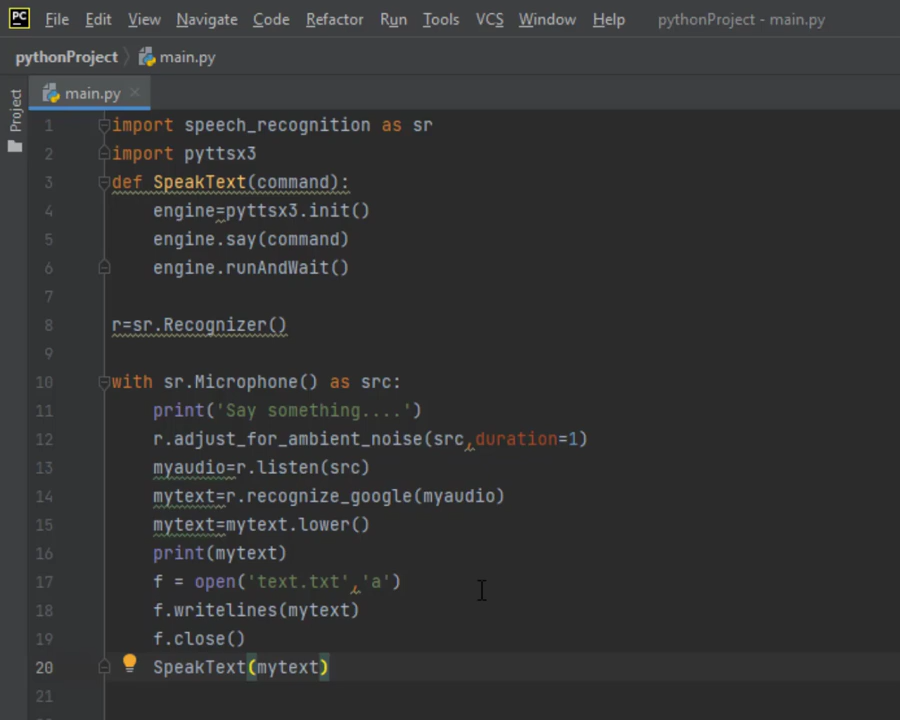 PC File Edit View Navigate Code Refactor Run Tools VCS Window Help pythonProject - main.py
pythonProject main.py
Project
main.py
1 import speech_recognition as sr
2 import pyttsx3
3 def SpeakText(command):
4     engine=pyttsx3.init()
5     engine.say(command)
6     engine.runAndWait()
7
8 r=sr.Recognizer()
9
10 with sr.Microphone() as src:
11     print('Say something....')
12     r.adjust_for_ambient_noise(src,duration=1)
13     myaudio=r.listen(src)
14     mytext=r.recognize_google(myaudio)
15     mytext=mytext.lower()
16     print(mytext)
17     f = open('text.txt','a')
18     f.writelines(mytext)
19     f.close()
20     SpeakText(mytext)
21